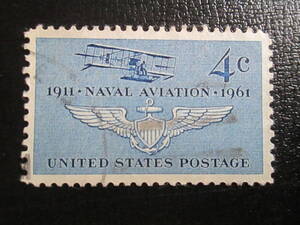 4c
1911 · NAVAL AVIATION · 1961
UNITED STATES POSTAGE